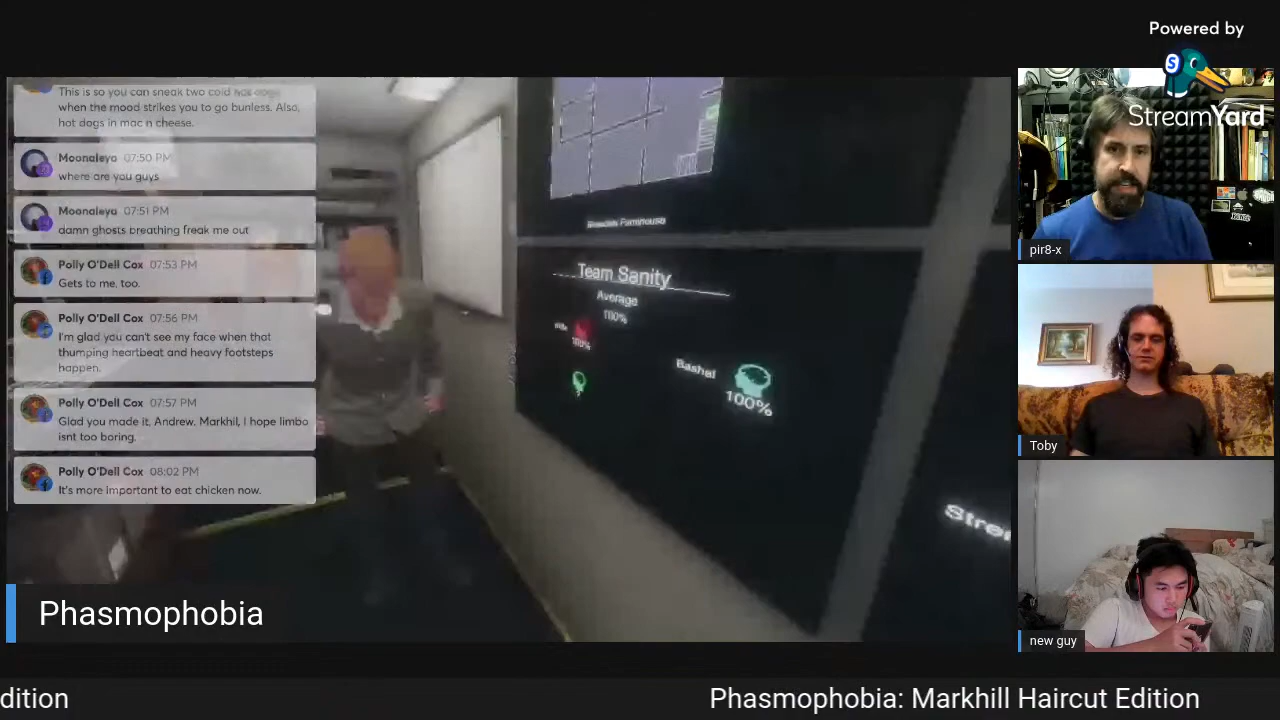 Powered by
StreamYard
This is so you can sneak two cold hot dogs
when the mood strikes you to go bunless. Also,
hot dogs in mac n cheese.
Moonaleyo 07:50 PM
where are you guys
Moonaleyo 07:51 PM
damn ghosts breathing freak me out
Polly O'Dell Cox 07:53 PM
Gets to me, too.
Polly O'Dell Cox 07:56 PM
I'm glad you can't see my face when that
thumping heartbeat and heavy footsteps
happen.
Polly O'Dell Cox 07:57 PM
Glad you made it, Andrew. Markhil, I hope limbo
isnt too boring.
Polly O'Dell Cox 08:02 PM
It's more important to eat chicken now.
Farmhouse
Team Sanity
Average
100%
100%
Bashal
100%
pir8-x
Toby
new guy
Phasmophobia
dition
Phasmophobia: Markhill Haircut Edition